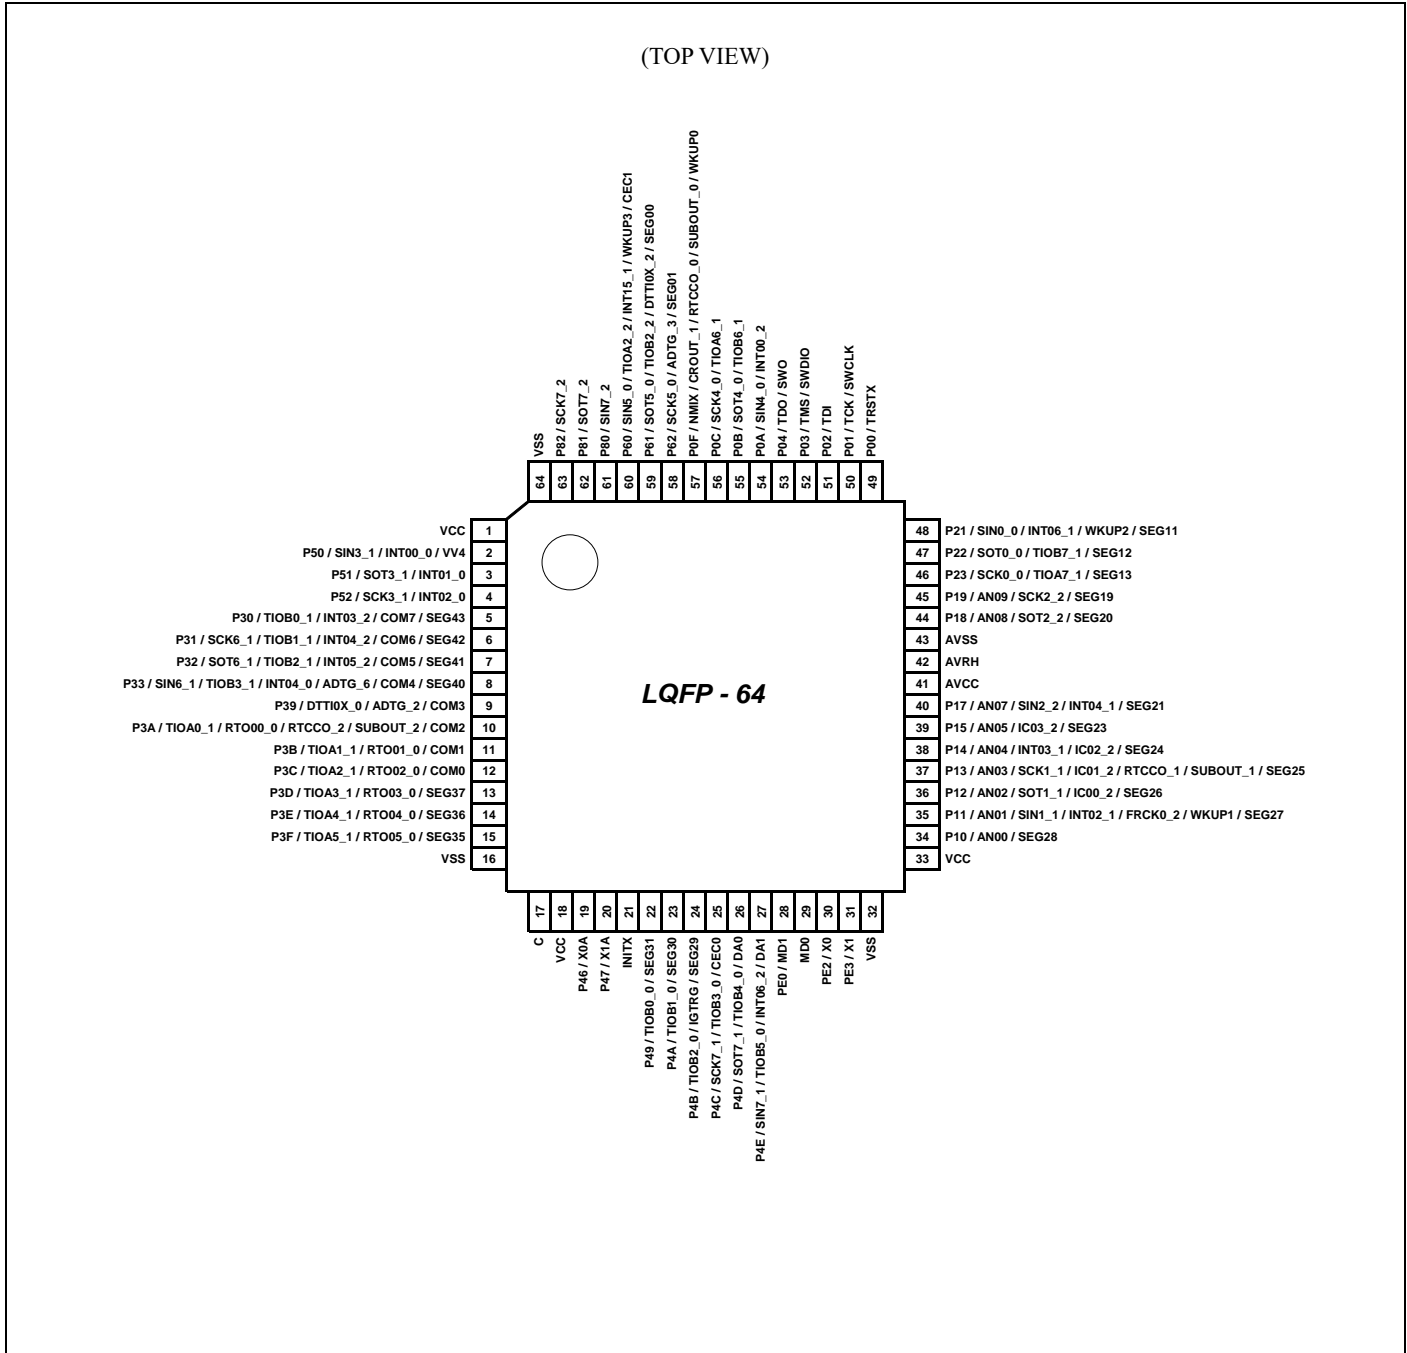 (TOP VIEW)
VSS
P82 / SCK7_2
P81 / SOT7_2
P80 / SIN7_2
P60 / SIN5_0 / TIOA2_2 / INT15_1 / WKUP3 / CEC1
P61 / SOT5_0 / TIOB2_2 / DTTI0X_2 / SEG00
P62 / SCK5_0 / ADTG_3 / SEG01
P0F / NMIX / CROUT_1 / RTCCO_0 / SUBOUT_0 / WKUP0
P0C / SCK4_0 / TIOA6_1
P0B / SOT4_0 / TIOB6_1
P0A / SIN4_0 / INT00_2
P04 / TDO / SWO
P03 / TMS / SWDIO
P02 / TDI
P01 / TCK / SWCLK
P00 / TRSTX
64 63 62 61 60 59 58 57 56 55 54 53 52 51 50 49
VCC 1
P50 / SIN3_1 / INT00_0 / VV4 2
P51 / SOT3_1 / INT01_0 3
P52 / SCK3_1 / INT02_0 4
P30 / TIOB0_1 / INT03_2 / COM7 / SEG43 5
P31 / SCK6_1 / TIOB1_1 / INT04_2 / COM6 / SEG42 6
P32 / SOT6_1 / TIOB2_1 / INT05_2 / COM5 / SEG41 7
P33 / SIN6_1 / TIOB3_1 / INT04_0 / ADTG_6 / COM4 / SEG40 8
P39 / DTTI0X_0 / ADTG_2 / COM3 9
P3A / TIOA0_1 / RTO00_0 / RTCCO_2 / SUBOUT_2 / COM2 10
P3B / TIOA1_1 / RTO01_0 / COM1 11
P3C / TIOA2_1 / RTO02_0 / COM0 12
P3D / TIOA3_1 / RTO03_0 / SEG37 13
P3E / TIOA4_1 / RTO04_0 / SEG36 14
P3F / TIOA5_1 / RTO05_0 / SEG35 15
VSS 16
LQFP - 64
48 P21 / SIN0_0 / INT06_1 / WKUP2 / SEG11
47 P22 / SOT0_0 / TIOB7_1 / SEG12
46 P23 / SCK0_0 / TIOA7_1 / SEG13
45 P19 / AN09 / SCK2_2 / SEG19
44 P18 / AN08 / SOT2_2 / SEG20
43 AVSS
42 AVRH
41 AVCC
40 P17 / AN07 / SIN2_2 / INT04_1 / SEG21
39 P15 / AN05 / IC03_2 / SEG23
38 P14 / AN04 / INT03_1 / IC02_2 / SEG24
37 P13 / AN03 / SCK1_1 / IC01_2 / RTCCO_1 / SUBOUT_1 / SEG25
36 P12 / AN02 / SOT1_1 / IC00_2 / SEG26
35 P11 / AN01 / SIN1_1 / INT02_1 / FRCK0_2 / WKUP1 / SEG27
34 P10 / AN00 / SEG28
33 VCC
17 18 19 20 21 22 23 24 25 26 27 28 29 30 31 32
C
VCC
P46 / X0A
P47 / X1A
INITX
P49 / TIOB0_0 / SEG31
P4A / TIOB1_0 / SEG30
P4B / TIOB2_0 / IGTRG / SEG29
P4C / SCK7_1 / TIOB3_0 / CEC0
P4D / SOT7_1 / TIOB4_0 / DA0
P4E / SIN7_1 / TIOB5_0 / INT06_2 / DA1
PE0 / MD1
MD0
PE2 / X0
PE3 / X1
VSS